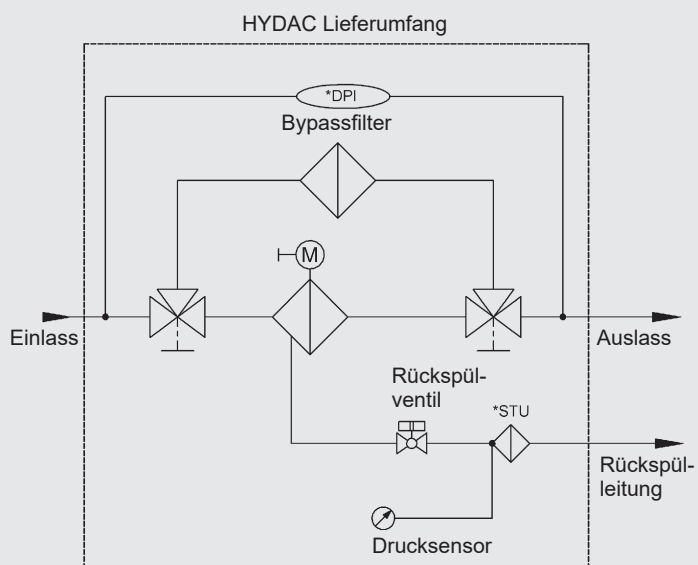 HYDAC Lieferumfang
*DPI
Bypassfilter
M
Einlass
Auslass
Rückspül-
ventil
*STU
Rückspül-
leitung
Drucksensor